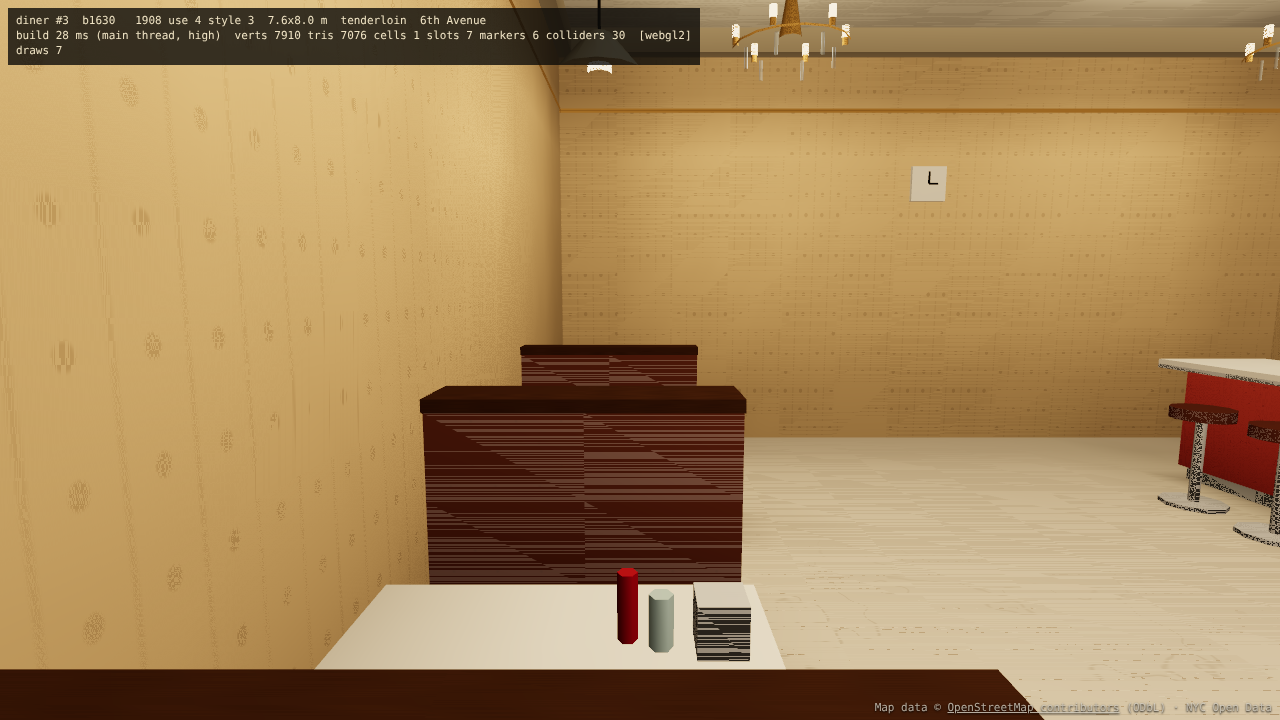 diner #3  b1630   1908 use 4 style 3  7.6x8.0 m  tenderloin  6th Avenue
build 28 ms (main thread, high)  verts 7910 tris 7076 cells 1 slots 7 markers 6 colliders 30  [webgl2]
draws 7
Map data © OpenStreetMap contributors (ODbL) · NYC Open Data